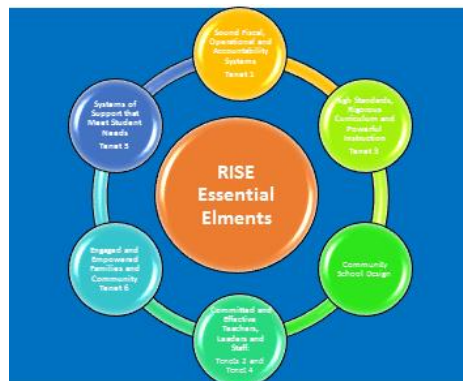 Sound Fiscal,
Operational and
Accountability
Systems
Tenet 1
High Standards,
Rigorous
Curriculum and
Powerful
Instruction
Tenet 3
Community
School Design
Committed and
Effective
Teachers,
Leaders and
Staff:
Tenets 2 and
Tenet 4
Engaged and
Empowered
Families and
Community
Tenet 6
Systems of
Support that
Meet Student
Needs
Tenet 5
RISE
Essential
Elments